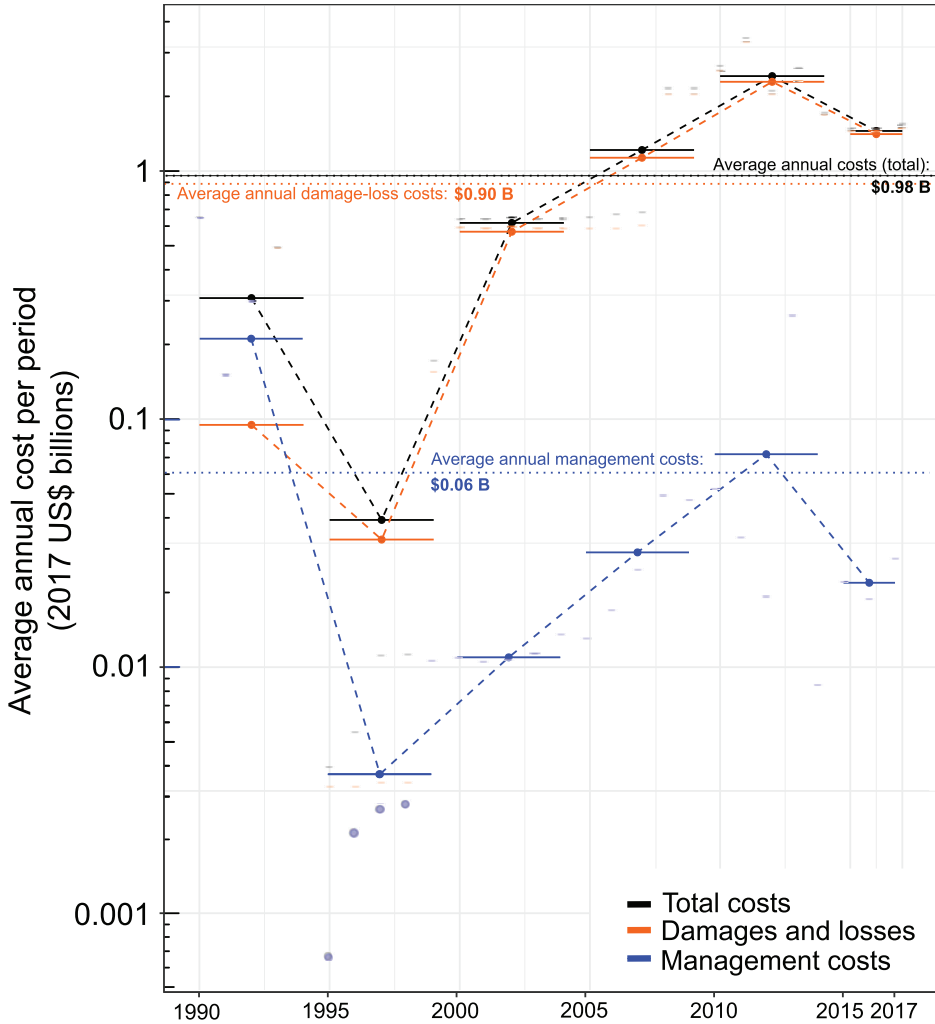 Average annual cost per period
(2017 US$ billions)
1
0.1
0.01
0.001
Average annual costs (total):
$0.98 B
Average annual damage-loss costs: $0.90 B
Average annual management costs:
$0.06 B
Total costs
Damages and losses
Management costs
1990 1995 2000 2005 2010 2015 2017